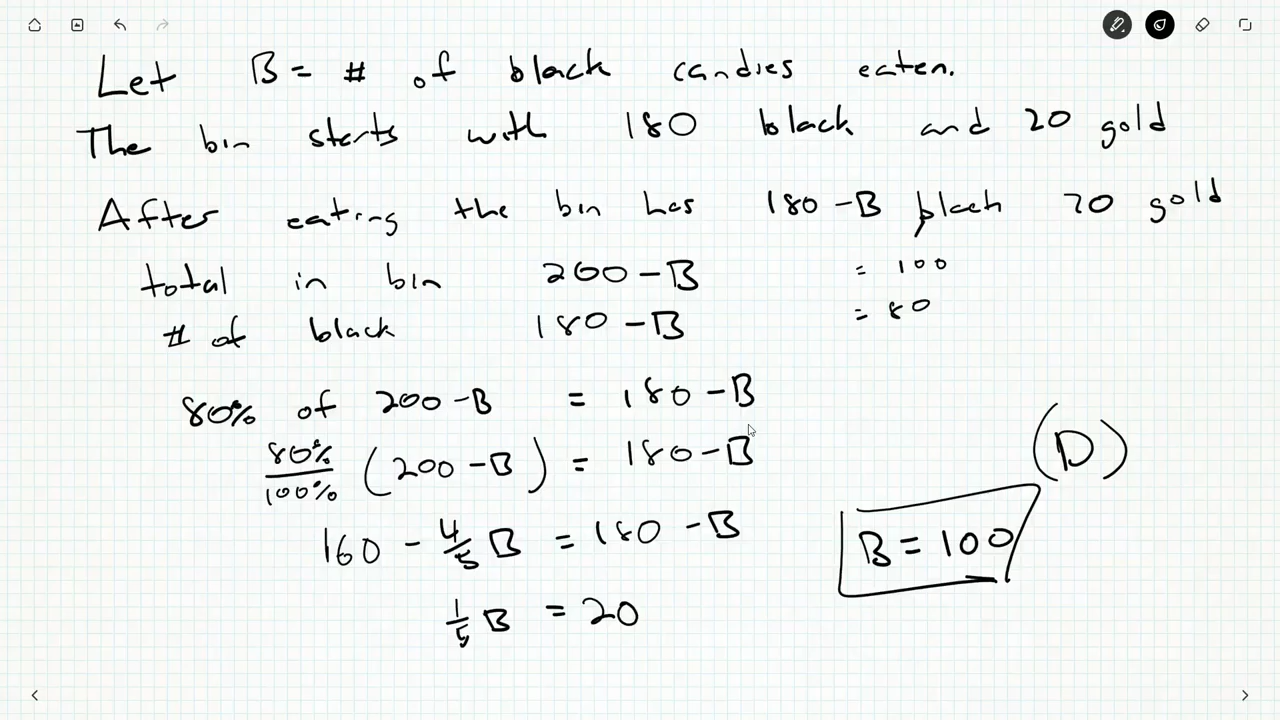 Let B = # of black candies eaten.
The bin starts with 180 black and 20 gold
After eating the bin has 180 - B black 20 gold
total in bin 200 - B = 100
# of black 180 - B = 80
80% of 200 - B = 180 - B
80%/100% (200 - B) = 180 - B
160 - 4/5 B = 180 - B
1/5 B = 20
(D)
B = 100